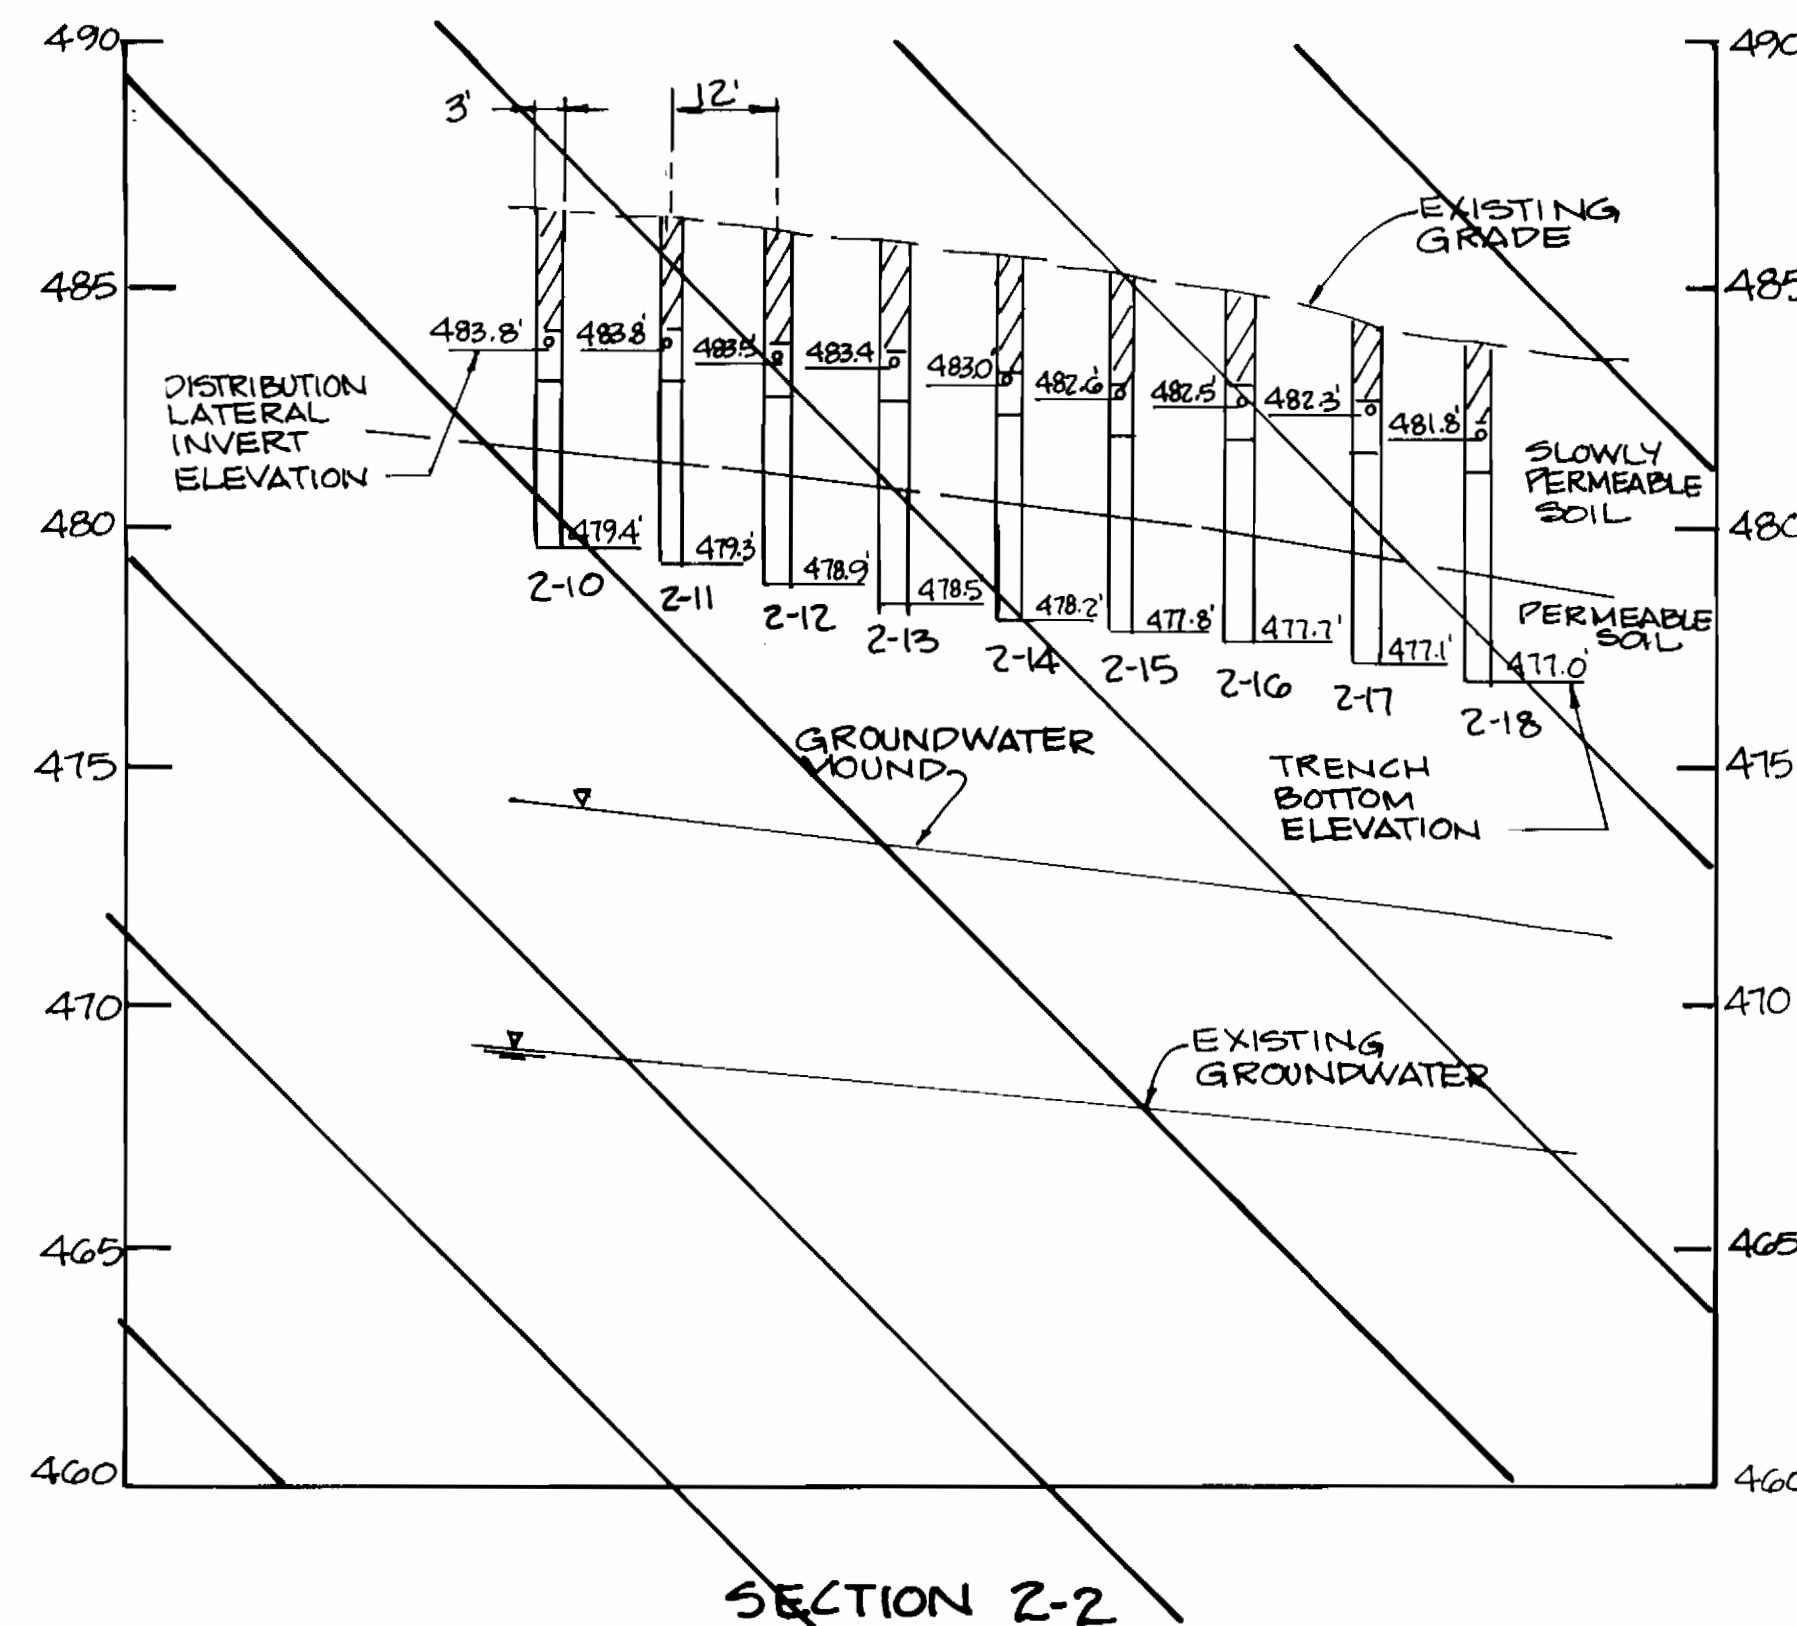 490
490
3'
12'
EXISTING
GRADE
485
485
483.8'
483.8'
483.5'
483.4'
483.0'
482.6'
482.5'
482.3'
481.8'
DISTRIBUTION
LATERAL
INVERT
ELEVATION
SLOWLY
PERMEABLE
SOIL
480
480
479.4'
479.3'
478.9'
478.5'
478.2'
477.8'
477.7'
477.1'
477.0'
2-10
2-11
2-12
2-13
2-14
2-15
2-16
2-17
2-18
PERMEABLE
SOIL
GROUNDWATER
MOUND
475
475
TRENCH
BOTTOM
ELEVATION
470
470
EXISTING
GROUNDWATER
465
465
460
460
SECTION 2-2